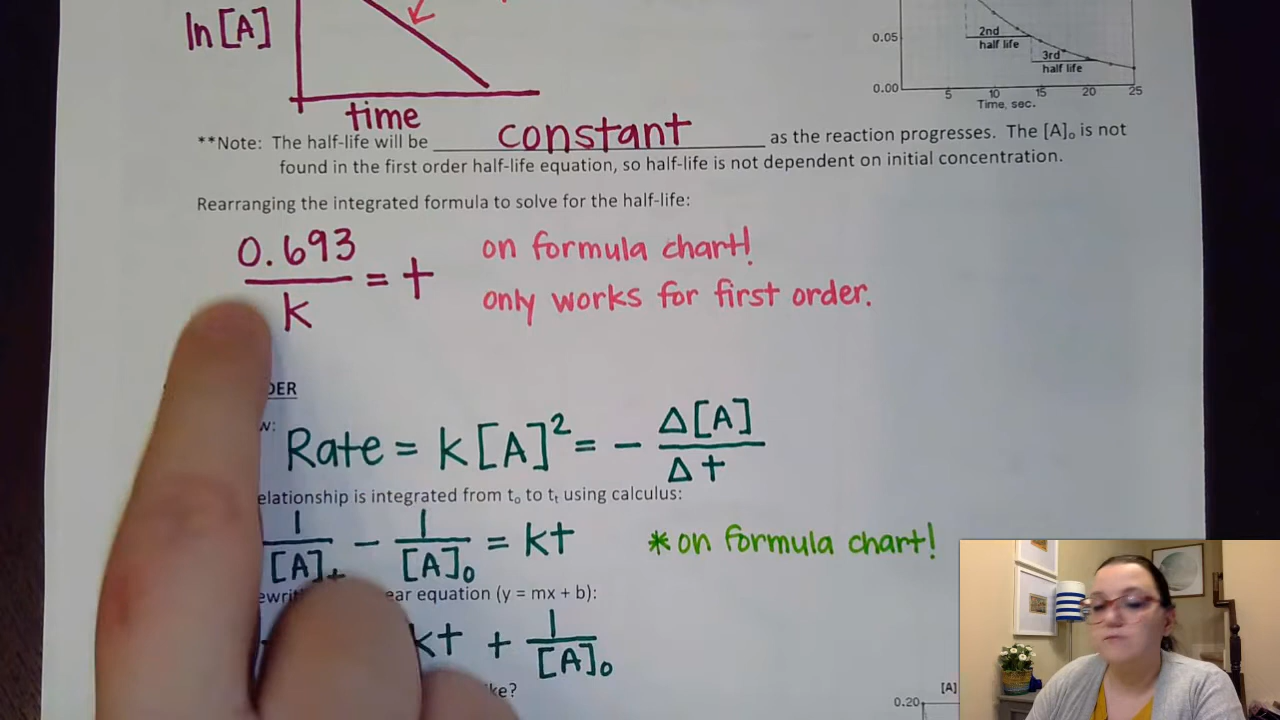 ln[A]
time
0.05
2nd
half life
3rd
half life
0.00
5 10 15 20 25
Time, sec.
**Note: The half-life will be constant as the reaction progresses. The [A]₀ is not
found in the first order half-life equation, so half-life is not dependent on initial concentration.
Rearranging the integrated formula to solve for the half-life:
0.693/k = t
on formula chart!
only works for first order.
DER
w:
Rate = k[A]² = - Δ[A]/Δt
elationship is integrated from t₀ to tₜ using calculus:
1/[A]ₜ - 1/[A]₀ = kt
*on formula chart!
ear equation (y = mx + b):
kt + 1/[A]₀
ke?
[A]
0.20